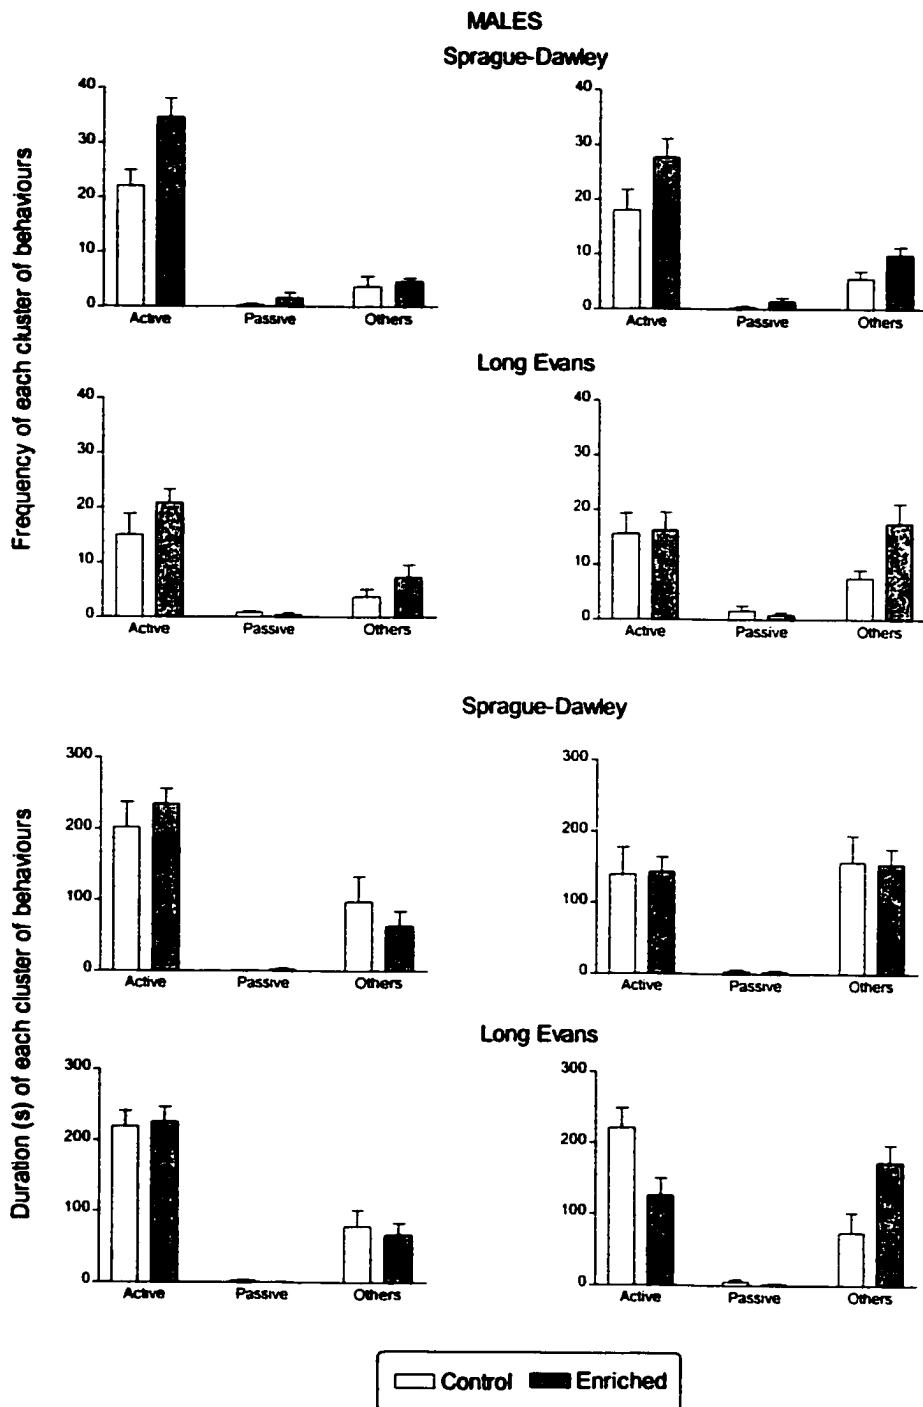 MALES
Sprague-Dawley
Frequency of each cluster of behaviours
40
30
20
10
0
Active Passive Others
40
30
20
10
0
Active Passive Others
Long Evans
40
30
20
10
0
Active Passive Others
40
30
20
10
0
Active Passive Others
Sprague-Dawley
Duration (s) of each cluster of behaviours
300
200
100
0
Active Passive Others
300
200
100
0
Active Passive Others
Long Evans
300
200
100
0
Active Passive Others
300
200
100
0
Active Passive Others
Control Enriched